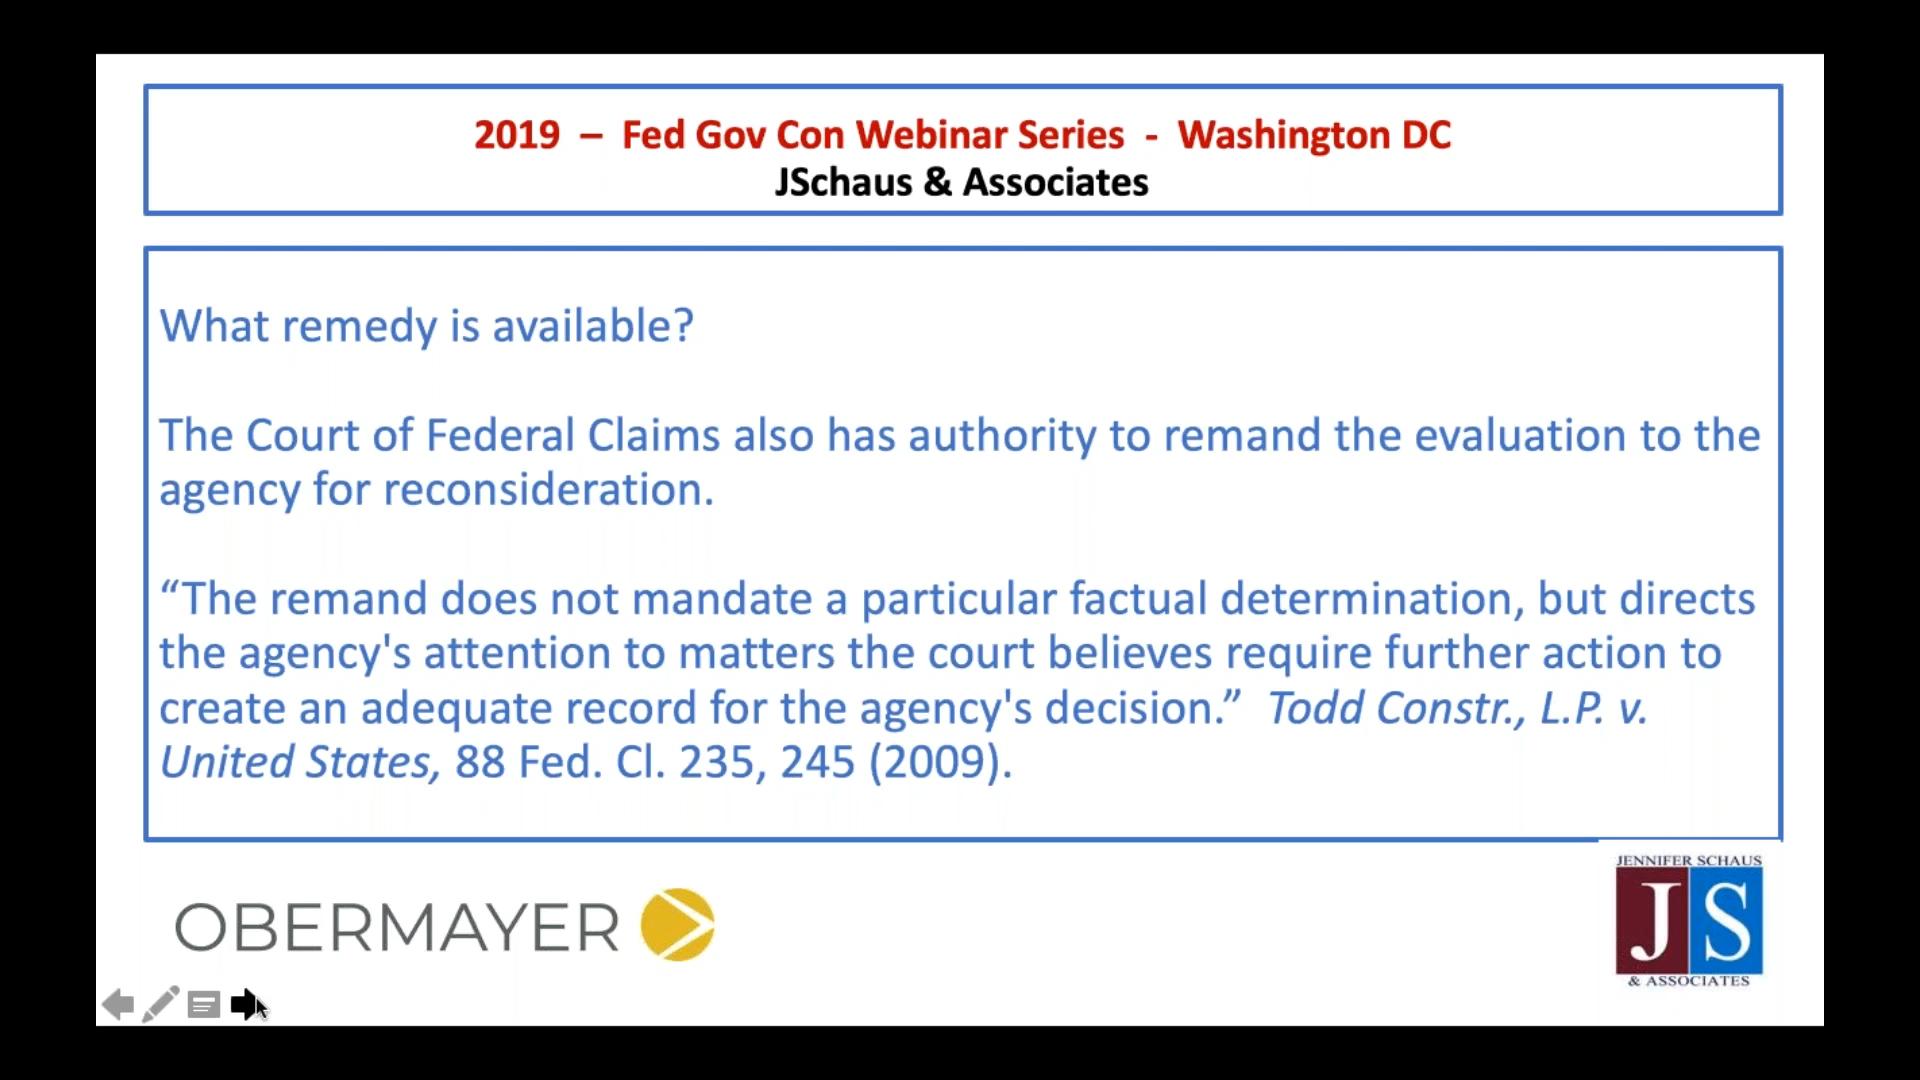 2019 – Fed Gov Con Webinar Series - Washington DC
JSchaus & Associates
What remedy is available?
The Court of Federal Claims also has authority to remand the evaluation to the
agency for reconsideration.
“The remand does not mandate a particular factual determination, but directs
the agency's attention to matters the court believes require further action to
create an adequate record for the agency's decision.” Todd Constr., L.P. v.
United States, 88 Fed. Cl. 235, 245 (2009).
OBERMAYER
JENNIFER SCHAUS
JS
& ASSOCIATES